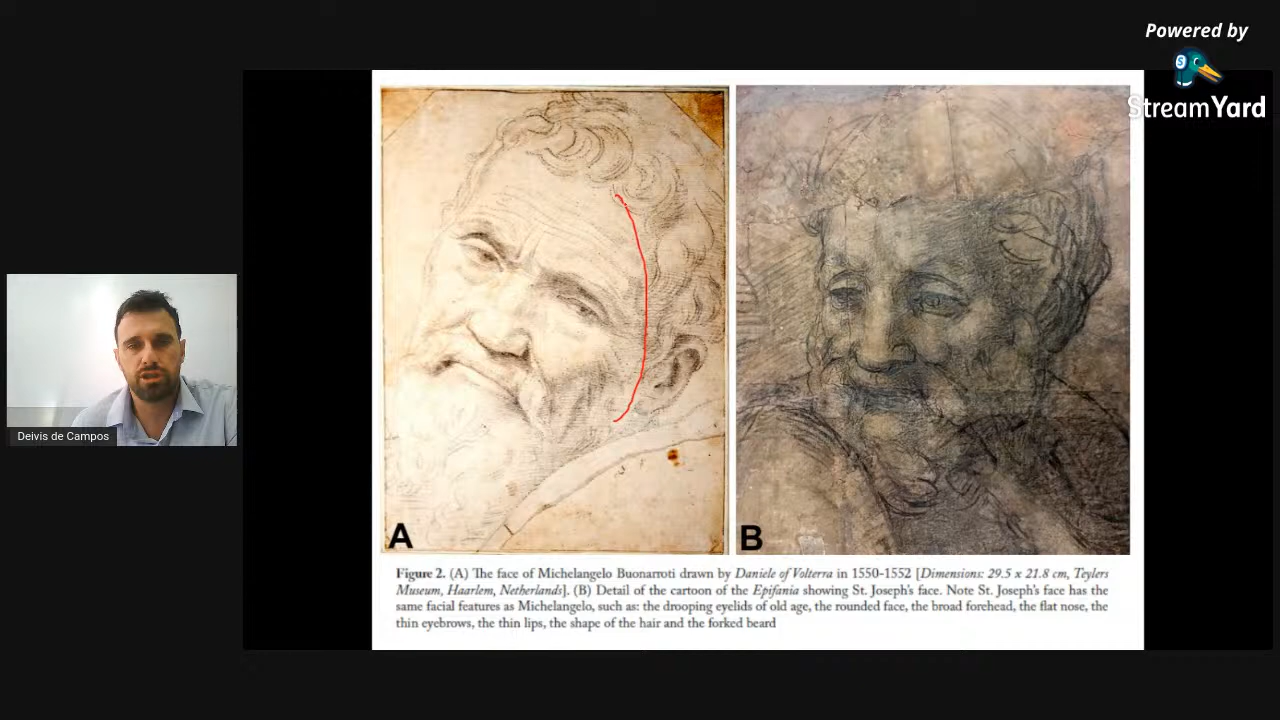 Powered by
StreamYard
Deivis de Campos
A
B
Figure 2. (A) The face of Michelangelo Buonarroti drawn by Daniele of Volterra in 1550-1552 [Dimensions: 29.5 x 21.8 cm, Teylers
Museum, Haarlem, Netherlands]. (B) Detail of the cartoon of the Epifania showing St. Joseph's face. Note St. Joseph's face has the
same facial features as Michelangelo, such as: the drooping eyelids of old age, the rounded face, the broad forehead, the flat nose, the
thin eyebrows, the thin lips, the shape of the hair and the forked beard